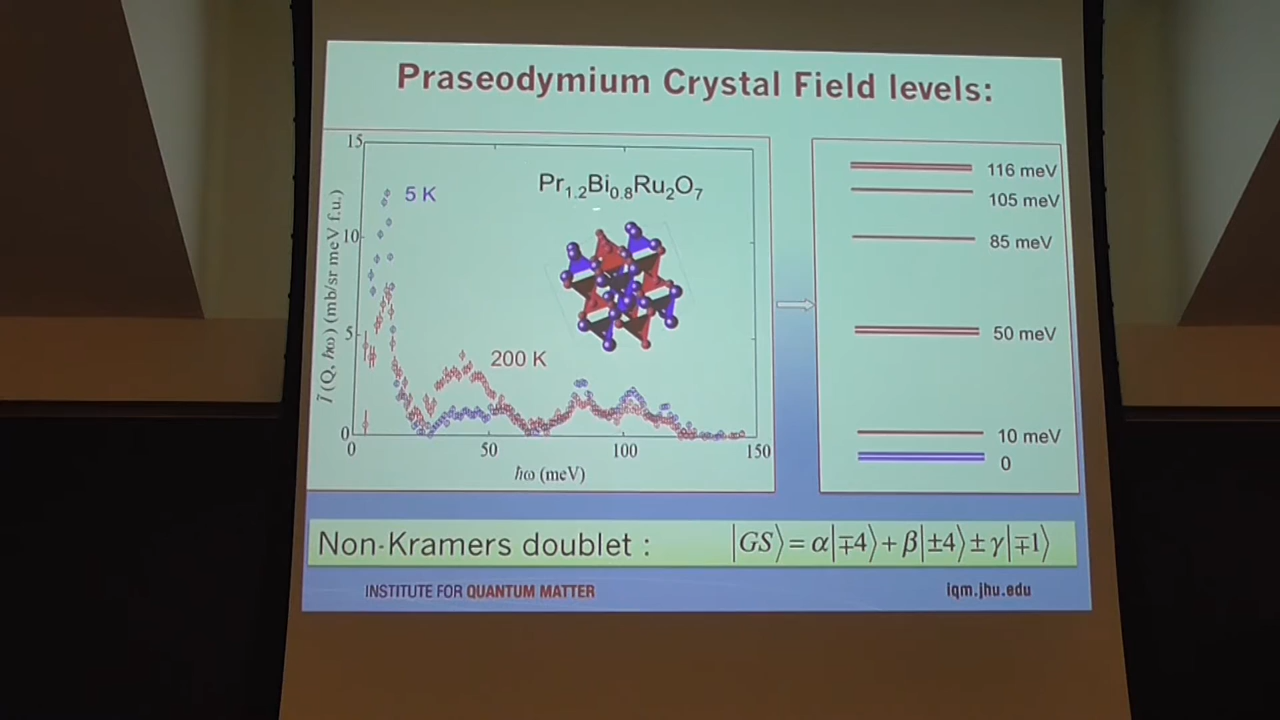 Praseodymium Crystal Field levels:
15
10
5
0
Ĩ(Q, ħω) (mb/sr meV f.u.)
5 K
Pr₁.₂Bi₀.₈Ru₂O₇
200 K
0 50 100 150
ħω (meV)
116 meV
105 meV
85 meV
50 meV
10 meV
0
Non-Kramers doublet : |GS⟩ = α|∓4⟩ + β|±4⟩ ± γ|∓1⟩
INSTITUTE FOR QUANTUM MATTER
iqm.jhu.edu